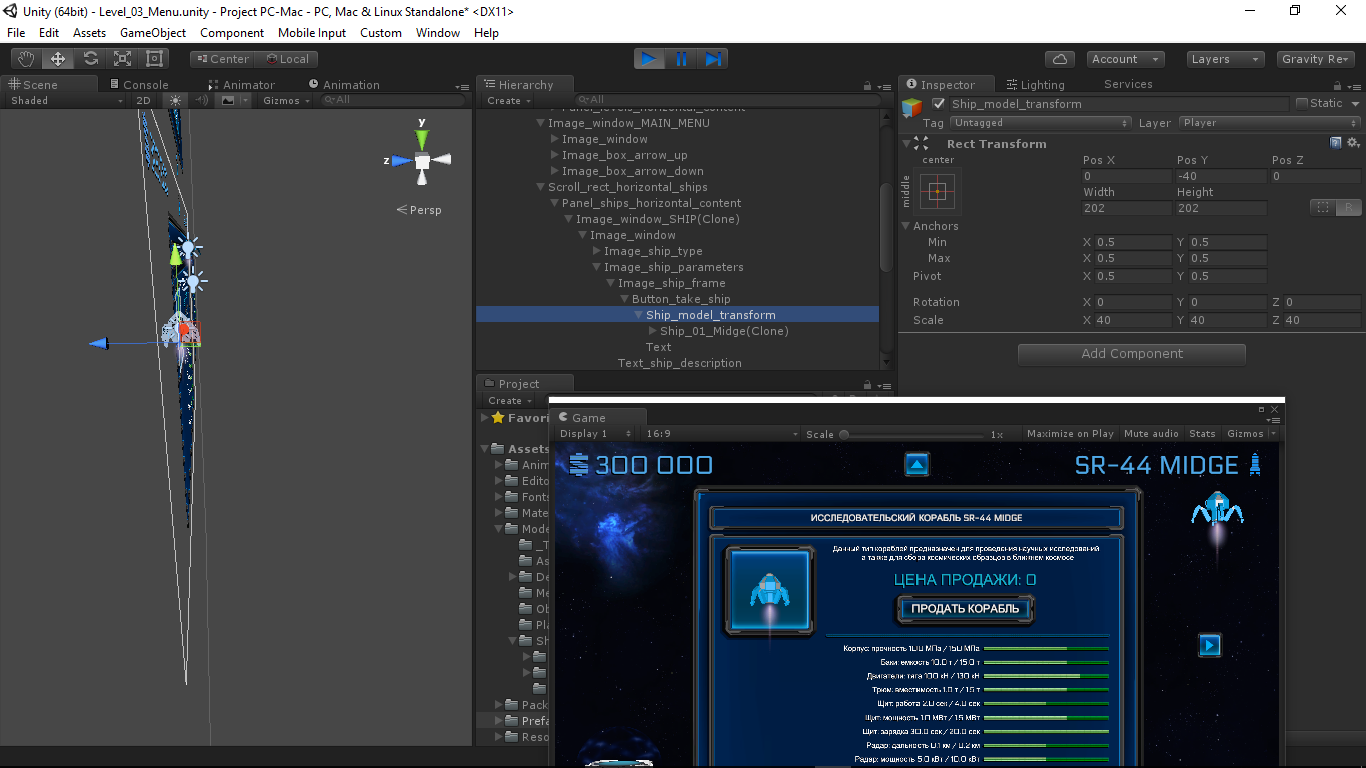 Unity (64bit) - Level_03_Menu.unity - Project PC-Mac - PC, Mac & Linux Standalone* <DX11>
File Edit Assets GameObject Component Mobile Input Custom Window Help
Center Local Account Layers Gravity Re
Scene Console Animator Animation
Shaded 2D Gizmos All
y
z
Persp
Hierarchy
Create All
Panel_levels_horizontal_content
Image_window_MAIN_MENU
Image_window
Image_box_arrow_up
Image_box_arrow_down
Scroll_rect_horizontal_ships
Panel_ships_horizontal_content
Image_window_SHIP(Clone)
Image_window
Image_ship_type
Image_ship_parameters
Image_ship_frame
Button_take_ship
Ship_model_transform
Ship_01_Midge(Clone)
Text
Text_ship_description
Inspector Lighting Services
Ship_model_transform Static
Tag Untagged Layer Player
Rect Transform
center
middle
Pos X Pos Y Pos Z
0 -40 0
Width Height
202 202
R
Anchors
Min X 0.5 Y 0.5
Max X 0.5 Y 0.5
Pivot X 0.5 Y 0.5
Rotation X 0 Y 0 Z 0
Scale X 40 Y 40 Z 40
Add Component
Project
Create
Favori
Assets
Anim
Edito
Fonts
Mate
Mode
_T
As
De
Me
Ob
Pla
Sh
Pack
Prefa
Reso
Game
Display 1 16:9 Scale 1x Maximize on Play Mute audio Stats Gizmos
300 000
SR-44 MIDGE
ИССЛЕДОВАТЕЛЬСКИЙ КОРАБЛЬ SR-44 MIDGE
Данный тип кораблей предназначен для проведения научных исследований,
а также для сбора космических образцов в ближнем космосе
ЦЕНА ПРОДАЖИ: 0
ПРОДАТЬ КОРАБЛЬ
Корпус: прочность 100 МПа / 150 МПа
Баки: емкость 10.0 т / 15.0 т
Двигатели: тяга 100 кН / 130 кН
Трюм: вместимость 1.0 т / 1.5 т
Щит: работа 2.0 сек / 4.0 сек
Щит: мощность 1.0 МВт / 1.5 МВт
Щит: зарядка 30.0 сек / 20.0 сек
Радар: дальность 0.1 км / 0.2 км
Радар: мощность 5.0 кВт / 10.0 кВт